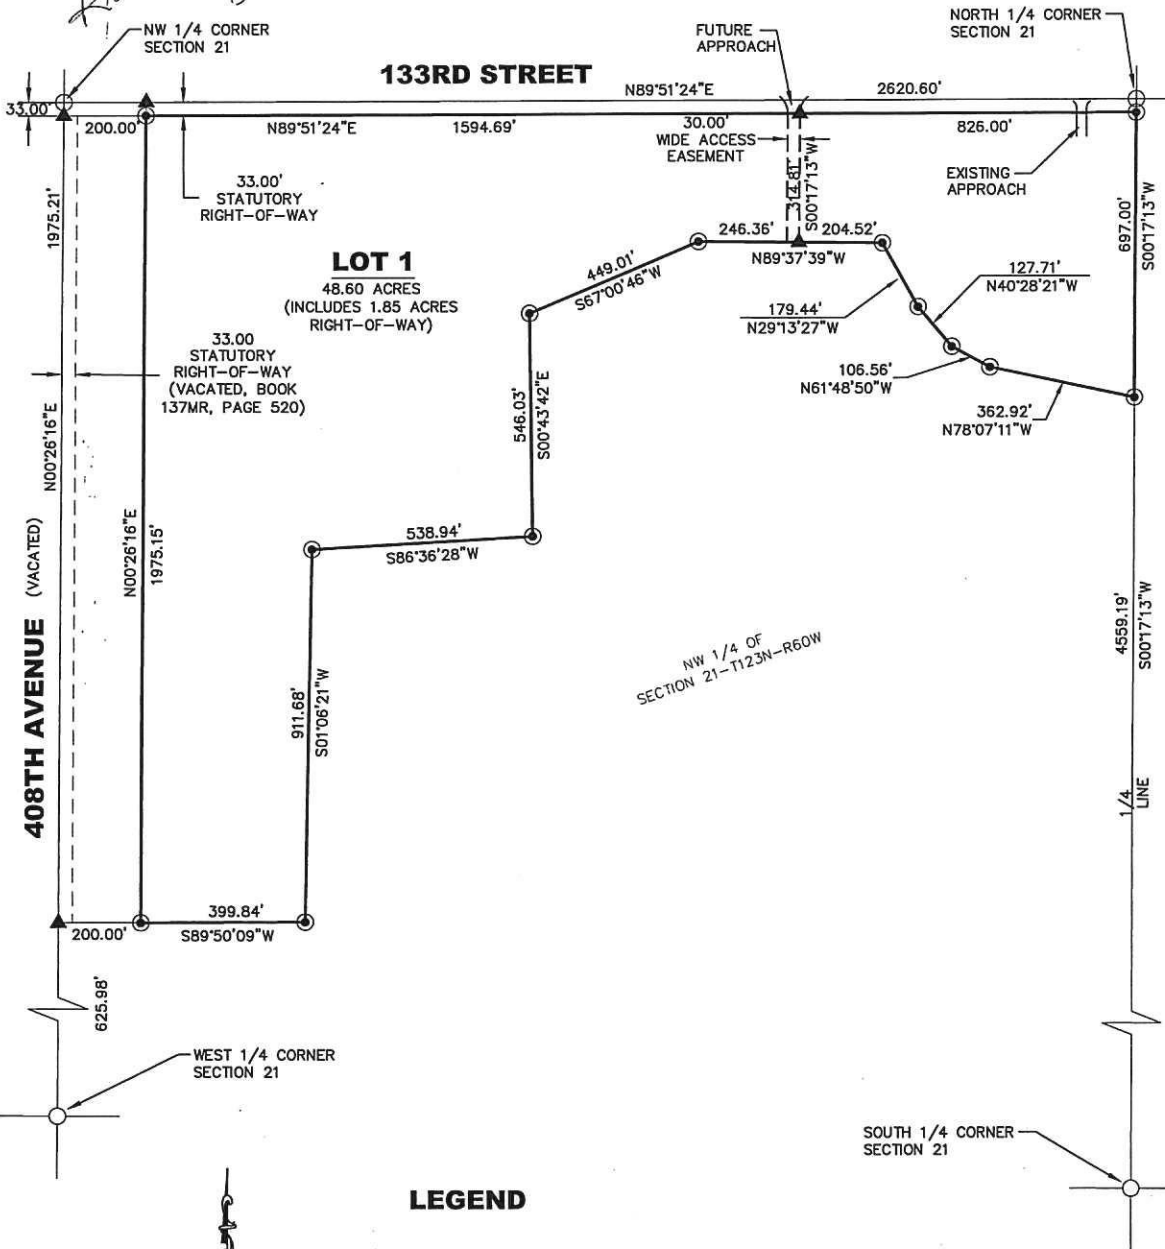 NW 1/4 CORNER
SECTION 21
FUTURE
APPROACH
NORTH 1/4 CORNER
SECTION 21
133RD STREET
N89°51'24"E
2620.60'
33.00'
200.00'
N89°51'24"E
1594.69'
30.00'
WIDE ACCESS
EASEMENT
826.00'
EXISTING
APPROACH
33.00'
STATUTORY
RIGHT-OF-WAY
314.81'
S00°17'13"W
1975.21'
697.00'
S00°17'13"W
LOT 1
48.60 ACRES
(INCLUDES 1.85 ACRES
RIGHT-OF-WAY)
449.01'
S67°00'46"W
246.36'
204.52'
N89°37'39"W
127.71'
N40°28'21"W
179.44'
N29°13'27"W
106.56'
N61°48'50"W
362.92'
N78°07'11"W
33.00
STATUTORY
RIGHT-OF-WAY
(VACATED, BOOK
137MR, PAGE 520)
546.03'
S00°43'42"E
N00°26'16"E
N00°26'16"E
1975.15'
538.94'
S86°36'28"W
408TH AVENUE (VACATED)
911.68'
S01°06'21"W
NW 1/4 OF
SECTION 21-T123N-R60W
4559.19'
S00°17'13"W
1/4
LINE
399.84'
S89°50'09"W
200.00'
625.98'
WEST 1/4 CORNER
SECTION 21
SOUTH 1/4 CORNER
SECTION 21
LEGEND